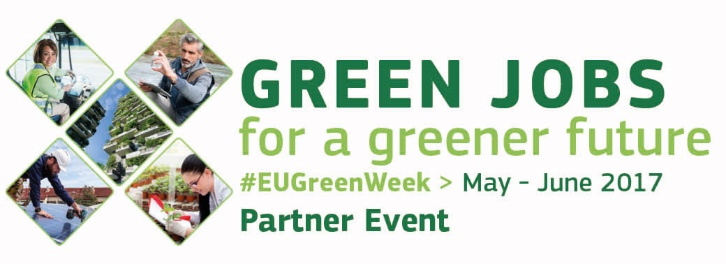 GREEN JOBS
for a greener future
#EUGreenWeek > May - June 2017
Partner Event